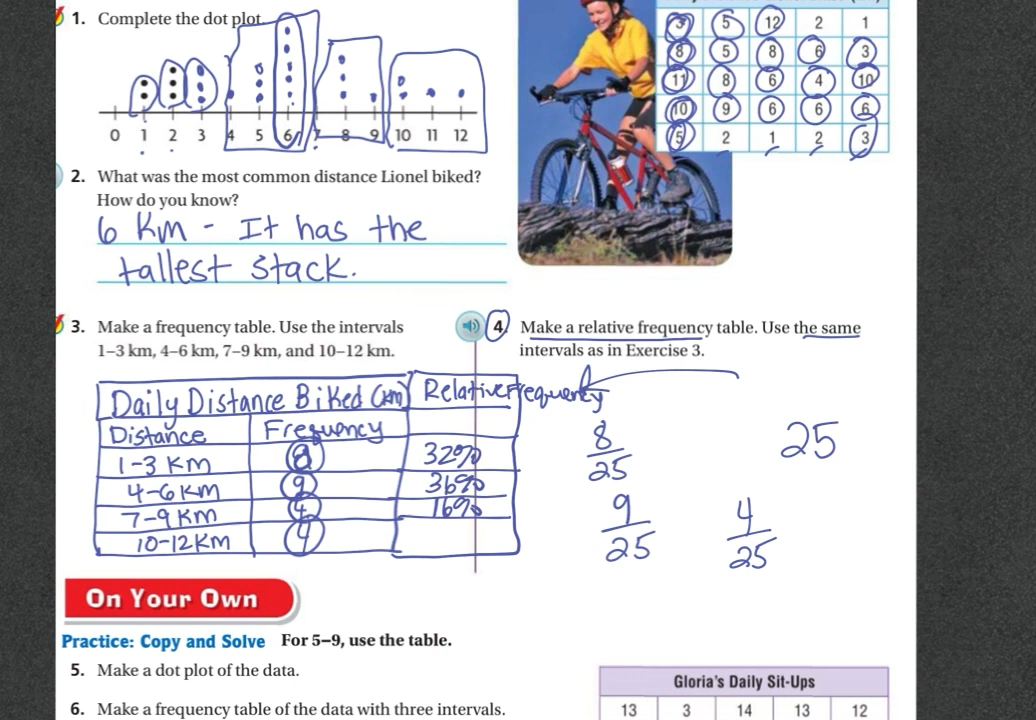 1. Complete the dot plot.
0 1 2 3 4 5 6 7 8 9 10 11 12
3 5 12 2 1
8 5 8 6 3
11 8 6 4 10
10 9 6 6 6
5 2 1 2 3
2. What was the most common distance Lionel biked?
How do you know?
6 Km - It has the
tallest stack.
3. Make a frequency table. Use the intervals
1–3 km, 4–6 km, 7–9 km, and 10–12 km.
4. Make a relative frequency table. Use the same
intervals as in Exercise 3.
Daily Distance Biked (km) Relative Frequency
Distance Frequency
1-3 KM 8 32%
4-6 KM 9 36%
7-9 KM 4 16%
10-12 KM 4
8/25 25
9/25 4/25
On Your Own
Practice: Copy and Solve For 5–9, use the table.
5. Make a dot plot of the data.
6. Make a frequency table of the data with three intervals.
Gloria's Daily Sit-Ups
13 3 14 13 12